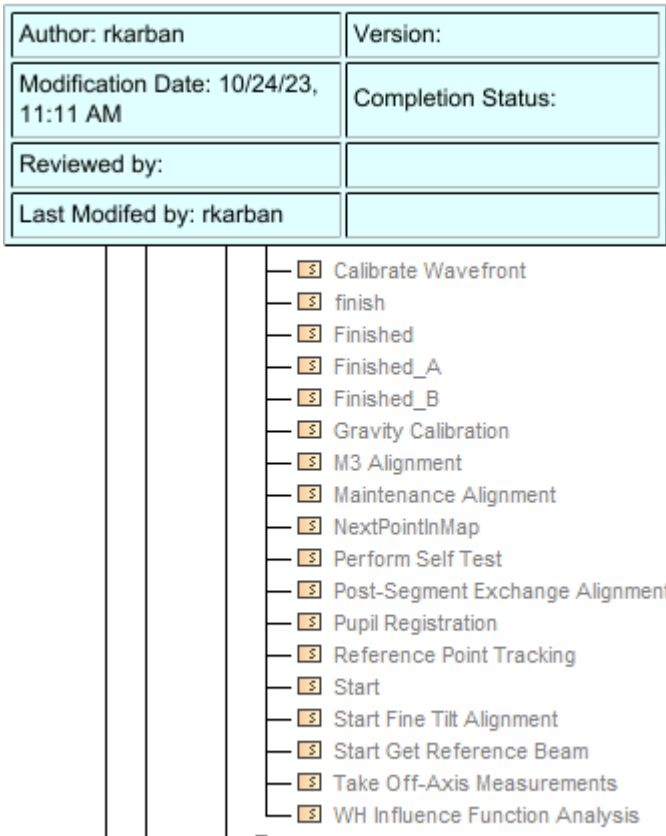 Author: rkarban
Version:
Modification Date: 10/24/23,
11:11 AM
Completion Status:
Reviewed by:
Last Modifed by: rkarban
S Calibrate Wavefront
S finish
S Finished
S Finished_A
S Finished_B
S Gravity Calibration
S M3 Alignment
S Maintenance Alignment
S NextPointInMap
S Perform Self Test
S Post-Segment Exchange Alignment
S Pupil Registration
S Reference Point Tracking
S Start
S Start Fine Tilt Alignment
S Start Get Reference Beam
S Take Off-Axis Measurements
S WH Influence Function Analysis